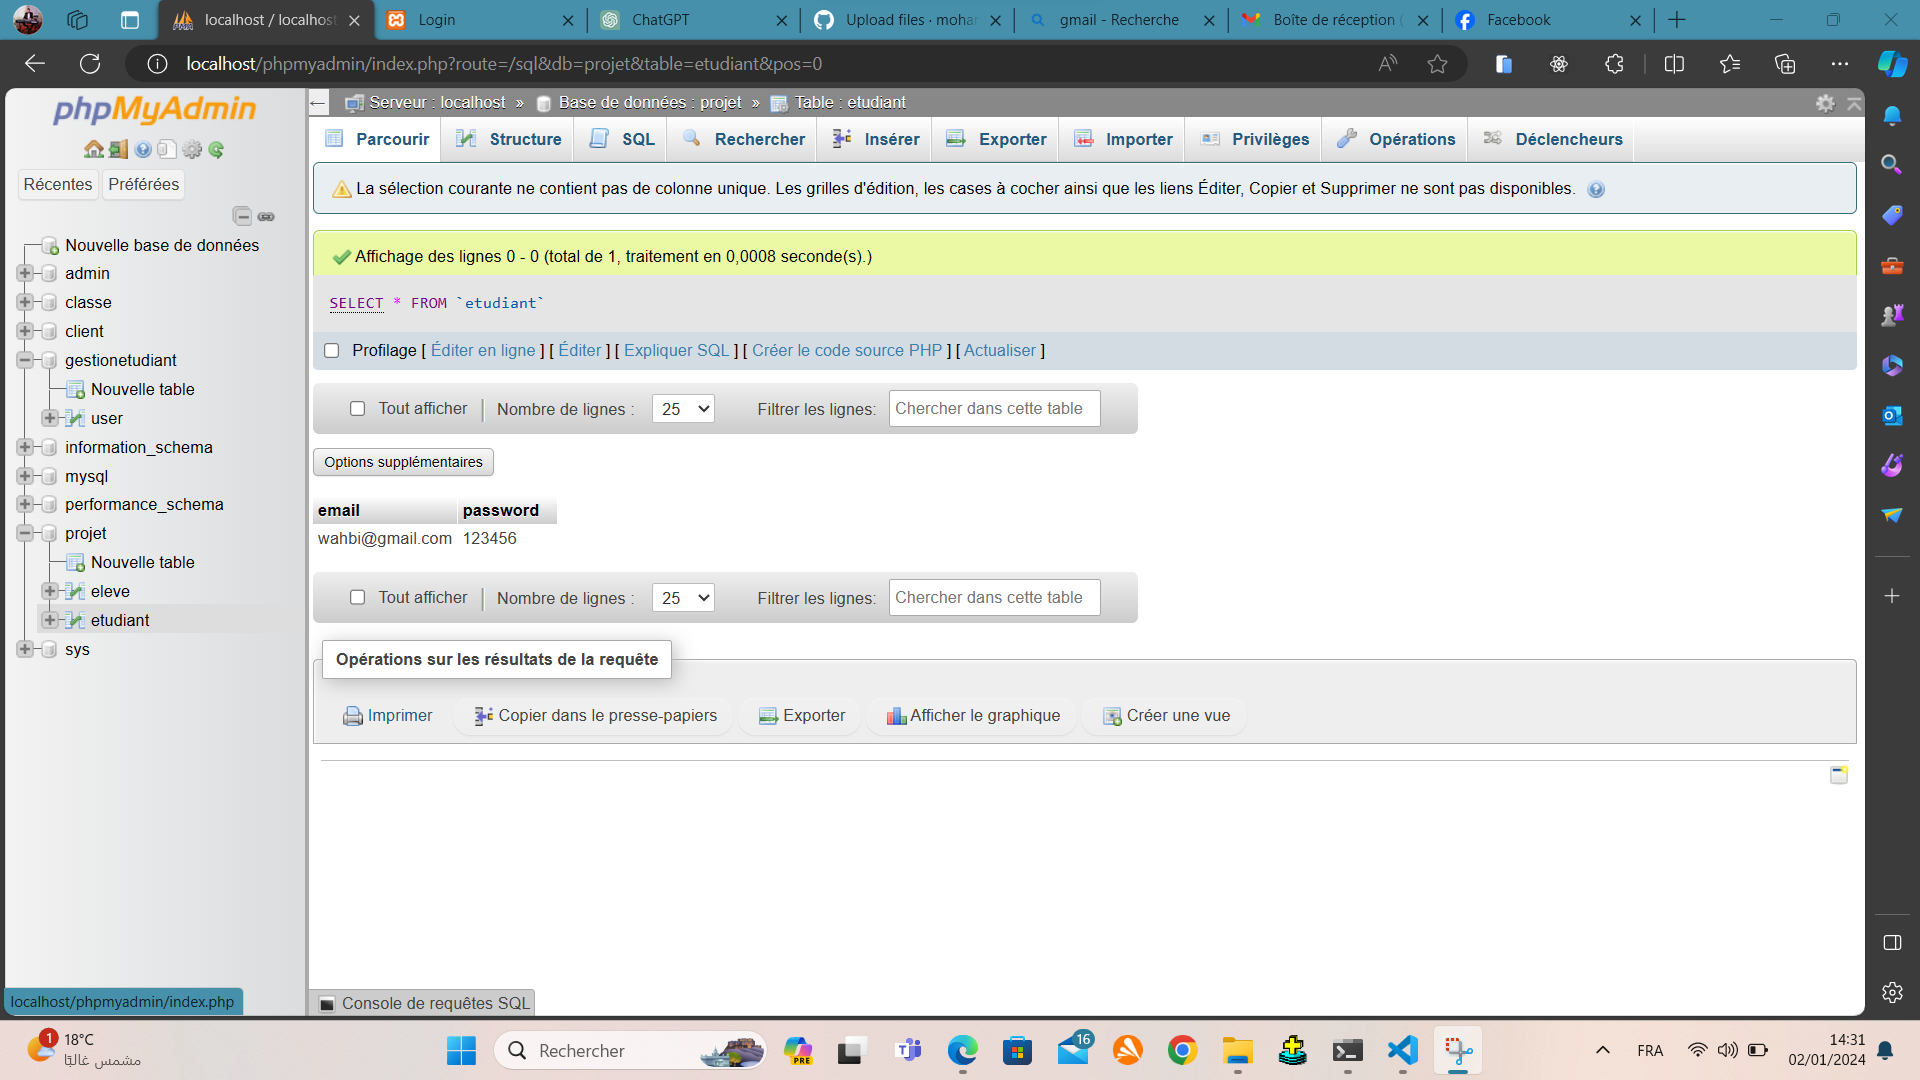 localhost / localhost
Login
ChatGPT
Upload files · mohan
gmail - Recherche
Boîte de réception (
Facebook
localhost/phpmyadmin/index.php?route=/sql&db=projet&table=etudiant&pos=0
phpMyAdmin
Récentes
Préférées
Nouvelle base de données
admin
classe
client
gestionetudiant
Nouvelle table
user
information_schema
mysql
performance_schema
projet
Nouvelle table
eleve
etudiant
sys
localhost/phpmyadmin/index.php
Serveur : localhost » Base de données : projet » Table : etudiant
Parcourir
Structure
SQL
Rechercher
Insérer
Exporter
Importer
Privilèges
Opérations
Déclencheurs
La sélection courante ne contient pas de colonne unique. Les grilles d'édition, les cases à cocher ainsi que les liens Éditer, Copier et Supprimer ne sont pas disponibles.
Affichage des lignes 0 - 0 (total de 1, traitement en 0,0008 seconde(s).)
SELECT * FROM `etudiant`
Profilage [ Éditer en ligne ] [ Éditer ] [ Expliquer SQL ] [ Créer le code source PHP ] [ Actualiser ]
Tout afficher
Nombre de lignes :
25
Filtrer les lignes:
Chercher dans cette table
Options supplémentaires
email password
wahbi@gmail.com 123456
Tout afficher
Nombre de lignes :
25
Filtrer les lignes:
Chercher dans cette table
Opérations sur les résultats de la requête
Imprimer
Copier dans le presse-papiers
Exporter
Afficher le graphique
Créer une vue
Console de requêtes SQL
1
18°C
مشمس غالبًا
Rechercher
PRE
16
FRA
14:31
02/01/2024